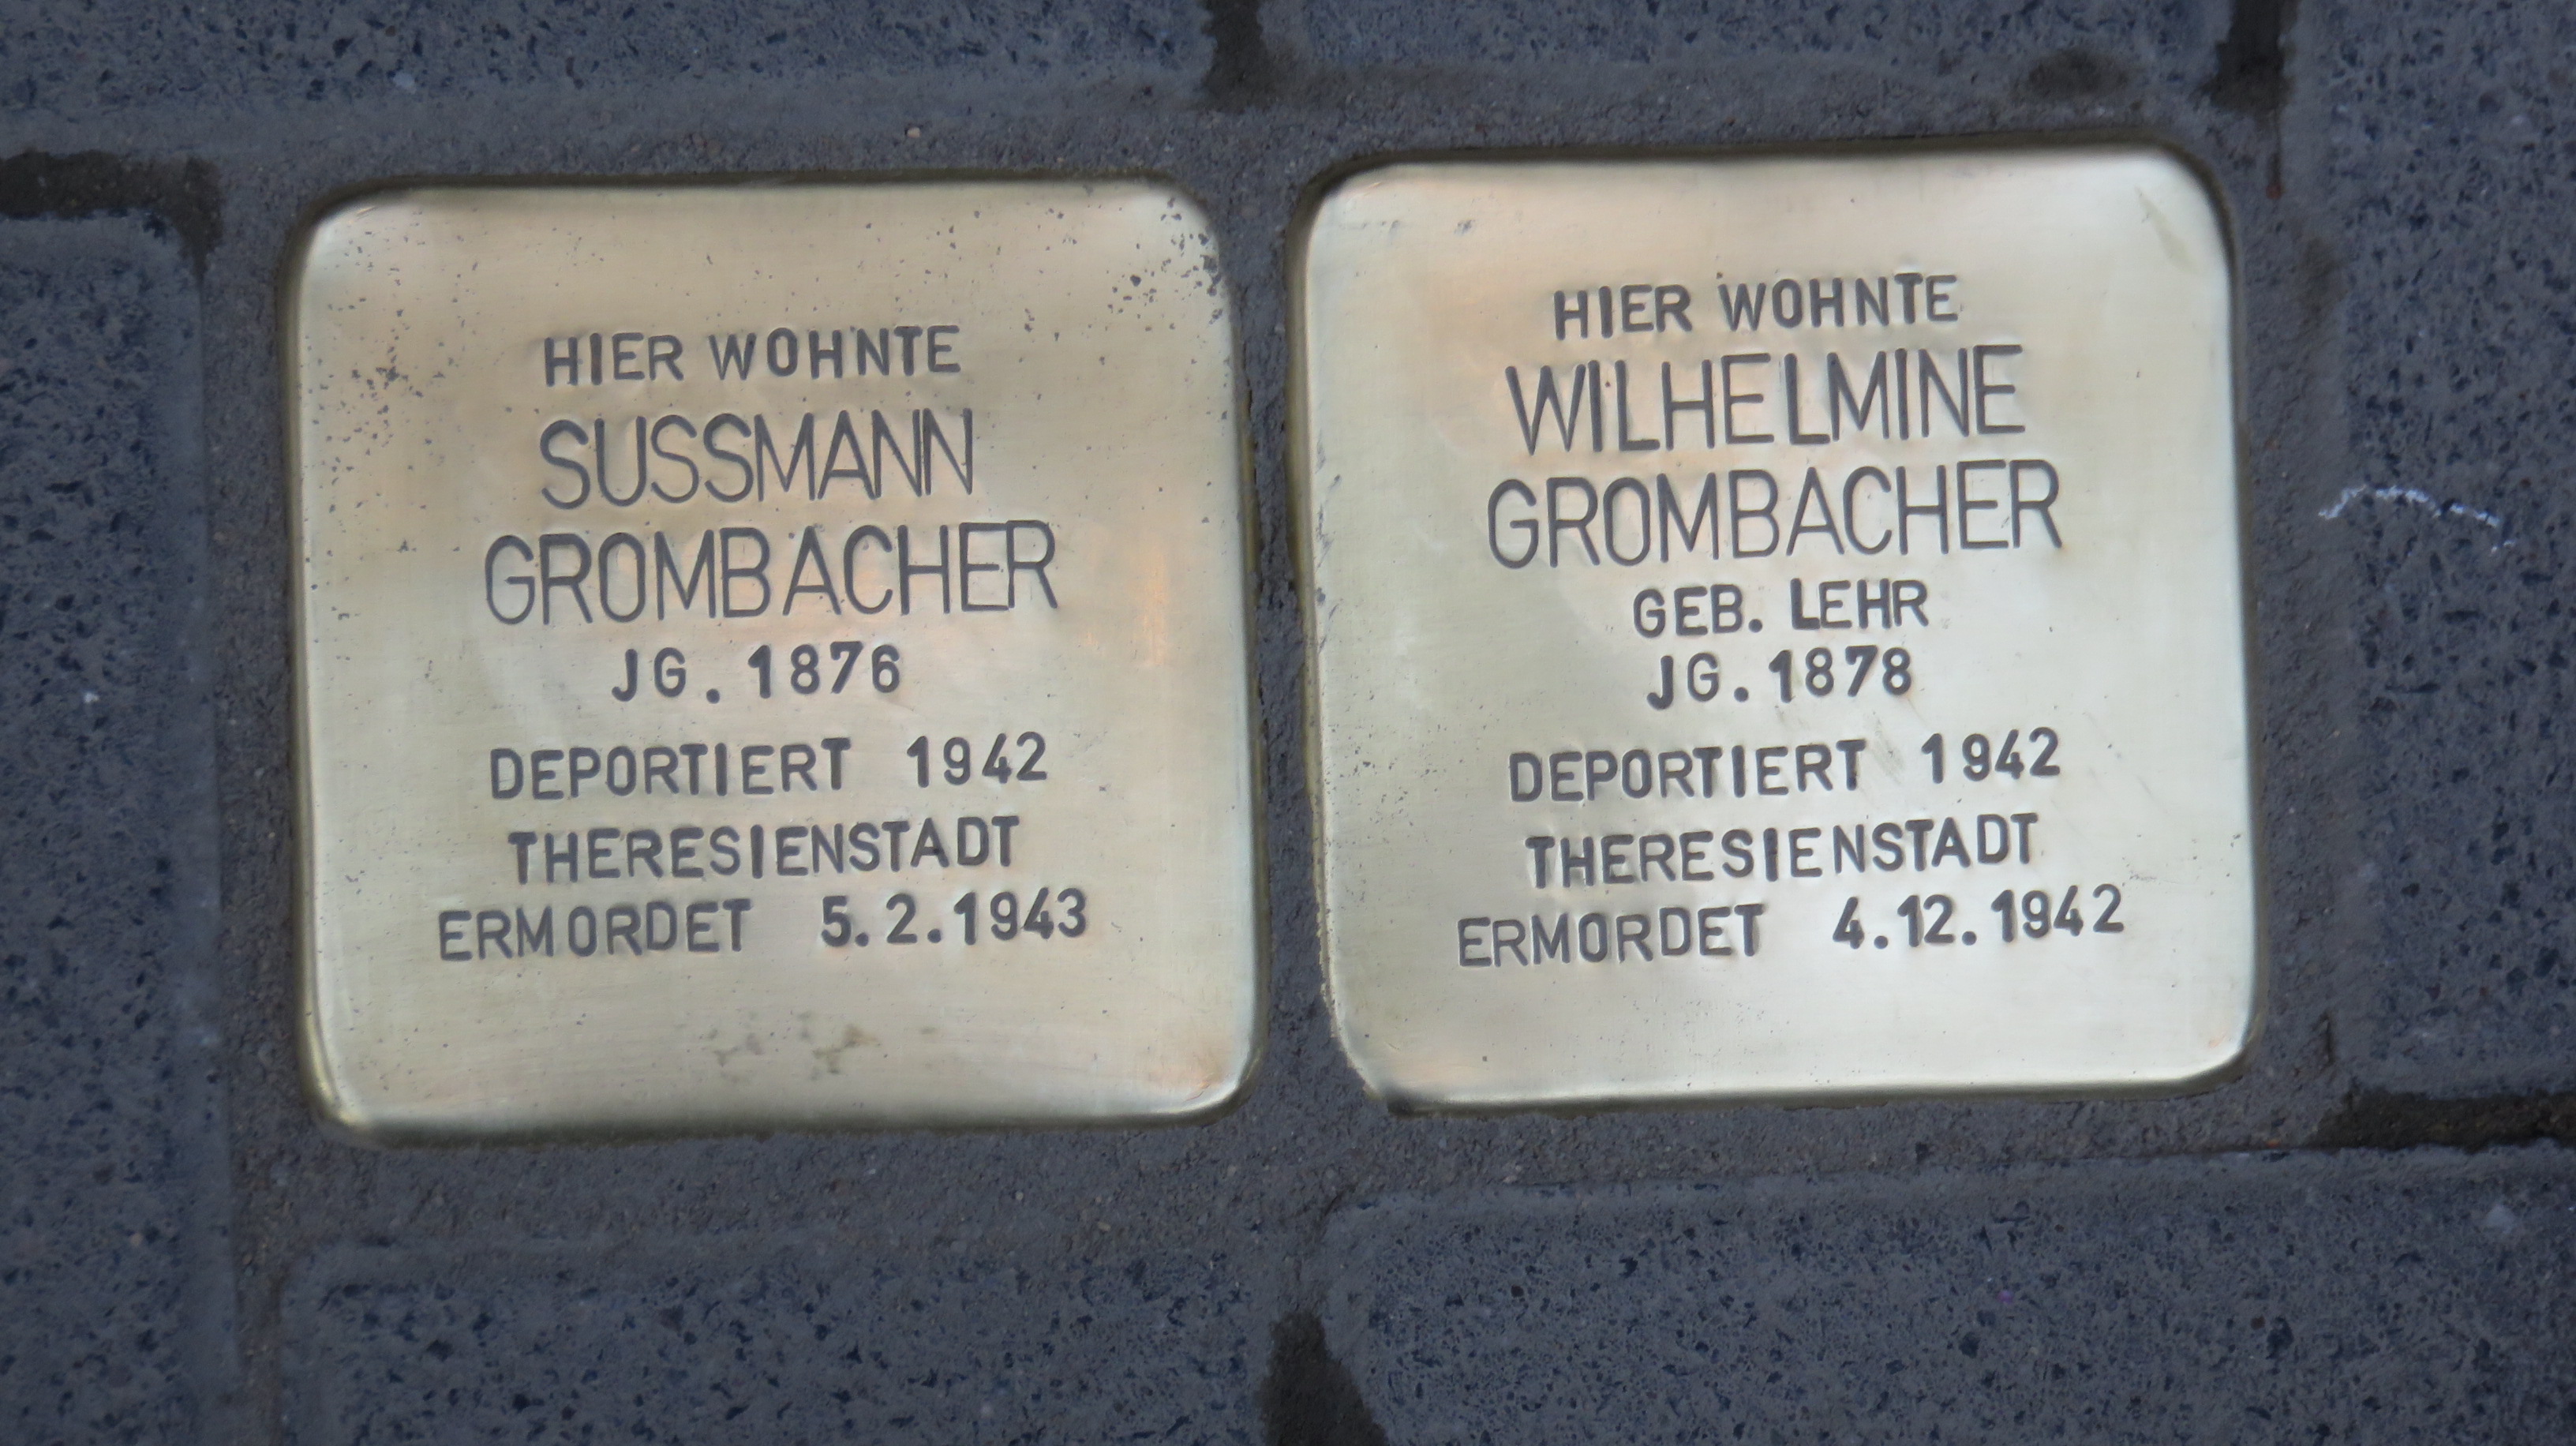 HIER WOHNTE
SUSSMANN
GROMBACHER
JG. 1876
DEPORTIERT 1942
THERESIENSTADT
ERMORDET 5.2.1943
HIER WOHNTE
WILHELMINE
GROMBACHER
GEB. LEHR
JG. 1878
DEPORTIERT 1942
THERESIENSTADT
ERMORDET 4.12.1942